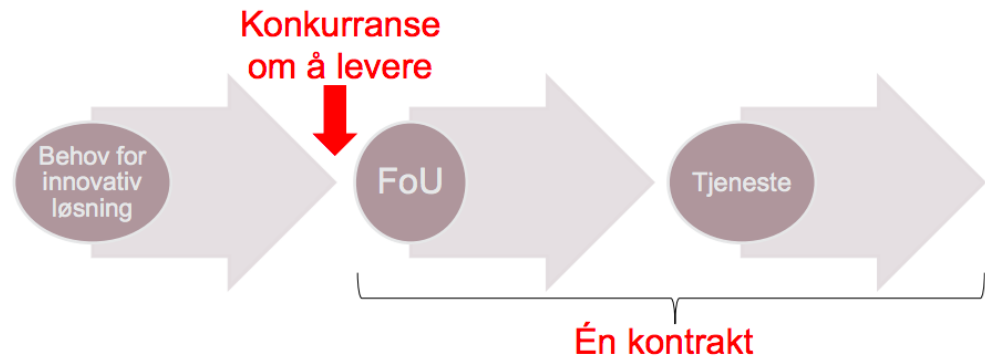 Konkurranse
om å levere
Behov for
innovativ
løsning
FoU
Tjeneste
Én kontrakt